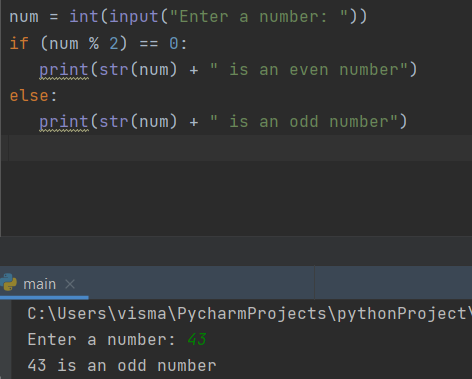 num = int(input("Enter a number: "))
if (num % 2) == 0:
   print(str(num) + " is an even number")
else:
   print(str(num) + " is an odd number")
main ×
C:\Users\visma\PycharmProjects\pythonProject\
Enter a number: 43
43 is an odd number